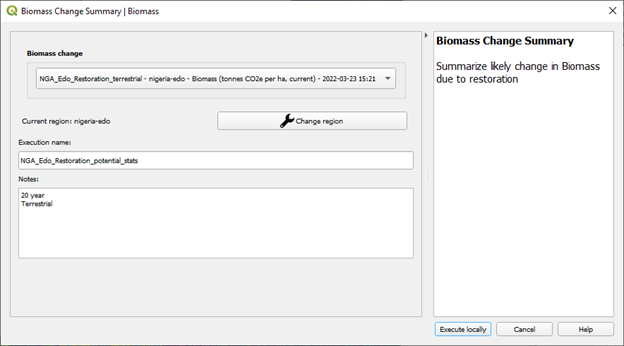 Biomass Change Summary | Biomass
Biomass change
NGA_Edo_Restoration_terrestrial - nigeria-edo - Biomass (tonnes CO2e per ha, current) - 2022-03-23 15:21
Current region: nigeria-edo
Change region
Execution name:
NGA_Edo_Restoration_potential_stats
Notes:
20 year
Terrestrial
Biomass Change Summary
Summarize likely change in Biomass
due to restoration
Execute locally
Cancel
Help